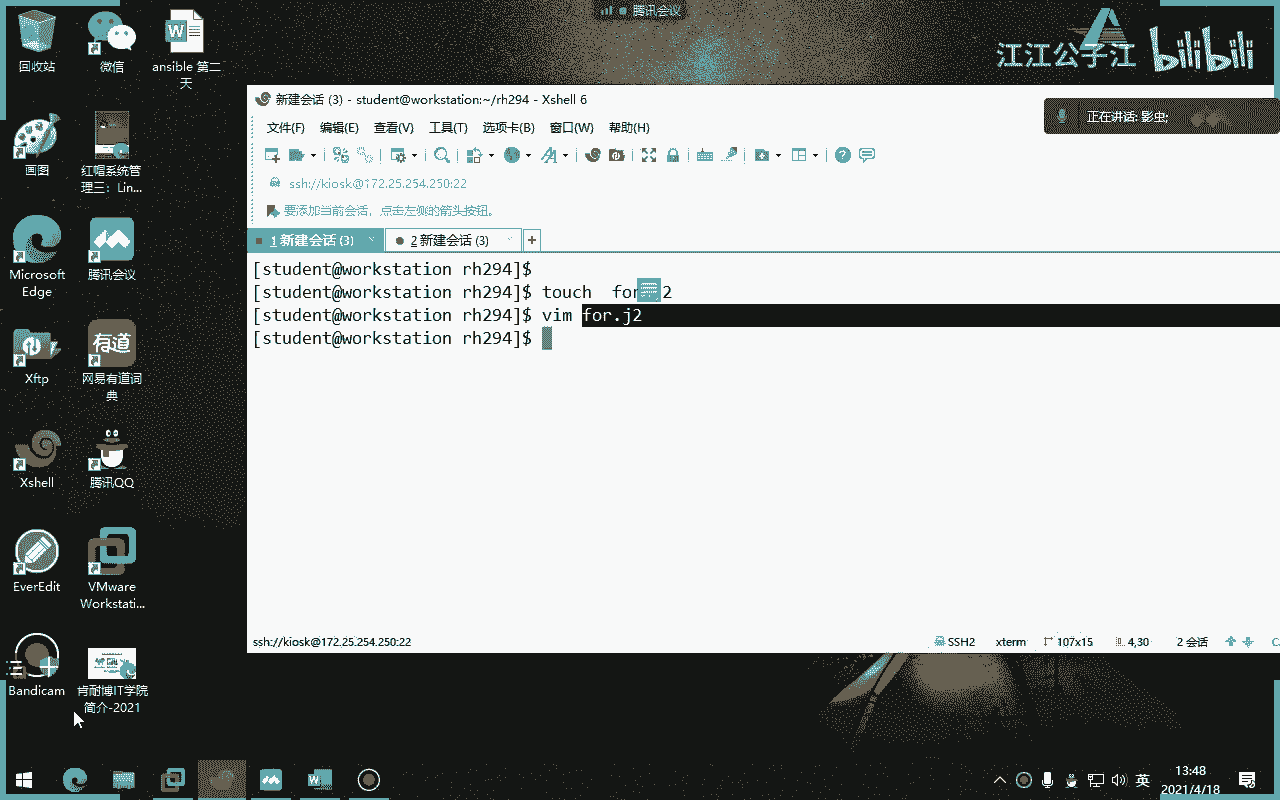 腾讯会议
江江公子江 bilibili
正在讲话: 影虫;
回收站
微信
ansible 第二天
画图
红帽系统管理三：Lin...
Microsoft Edge
腾讯会议
Xftp
网易有道词典
Xshell
腾讯QQ
EverEdit
VMware Workstati...
Bandicam
肯耐博IT学院简介-2021
新建会话 (3) - student@workstation:~/rh294 - Xshell 6
文件(F) 编辑(E) 查看(V) 工具(T) 选项卡(B) 窗口(W) 帮助(H)
ssh://kiosk@172.25.254.250:22
要添加当前会话，点击左侧的箭头按钮。
1 新建会话 (3) × 2 新建会话 (3) +
[student@workstation rh294]$
[student@workstation rh294]$ touch for 2
[student@workstation rh294]$ vim for.j2
[student@workstation rh294]$
ssh://kiosk@172.25.254.250:22 SSH2 xterm 107x15 4,30 2 会话
英
13:48
2021/4/18